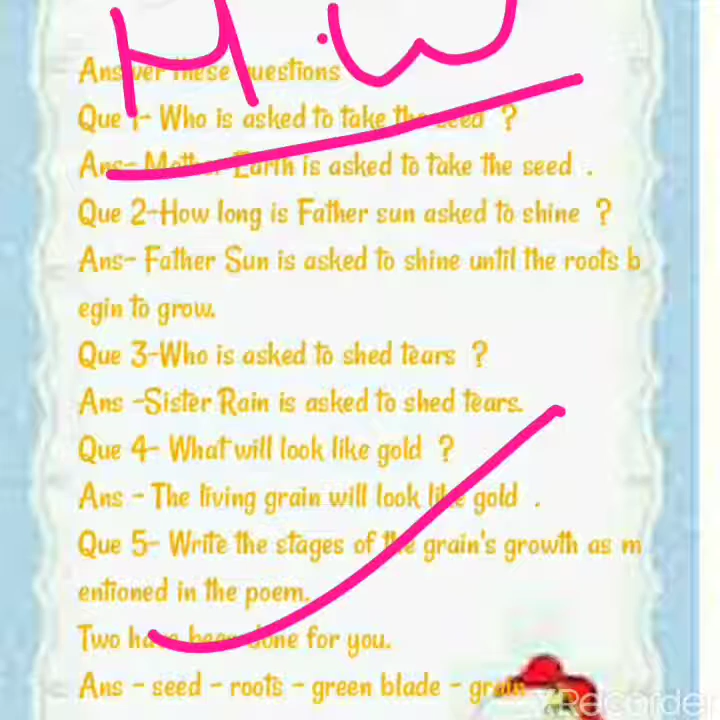 H.W
Answer these questions
Que 1- Who is asked to take the seed ?
Ans- Mother Earth is asked to take the seed .
Que 2-How long is Father sun asked to shine ?
Ans- Father Sun is asked to shine until the roots b
egin to grow.
Que 3-Who is asked to shed tears ?
Ans -Sister Rain is asked to shed tears.
Que 4- What will look like gold ?
Ans - The living grain will look like gold .
Que 5- Write the stages of the grain's growth as m
entioned in the poem.
Two have been done for you.
Ans - seed - roots - green blade - grain
XRecorder